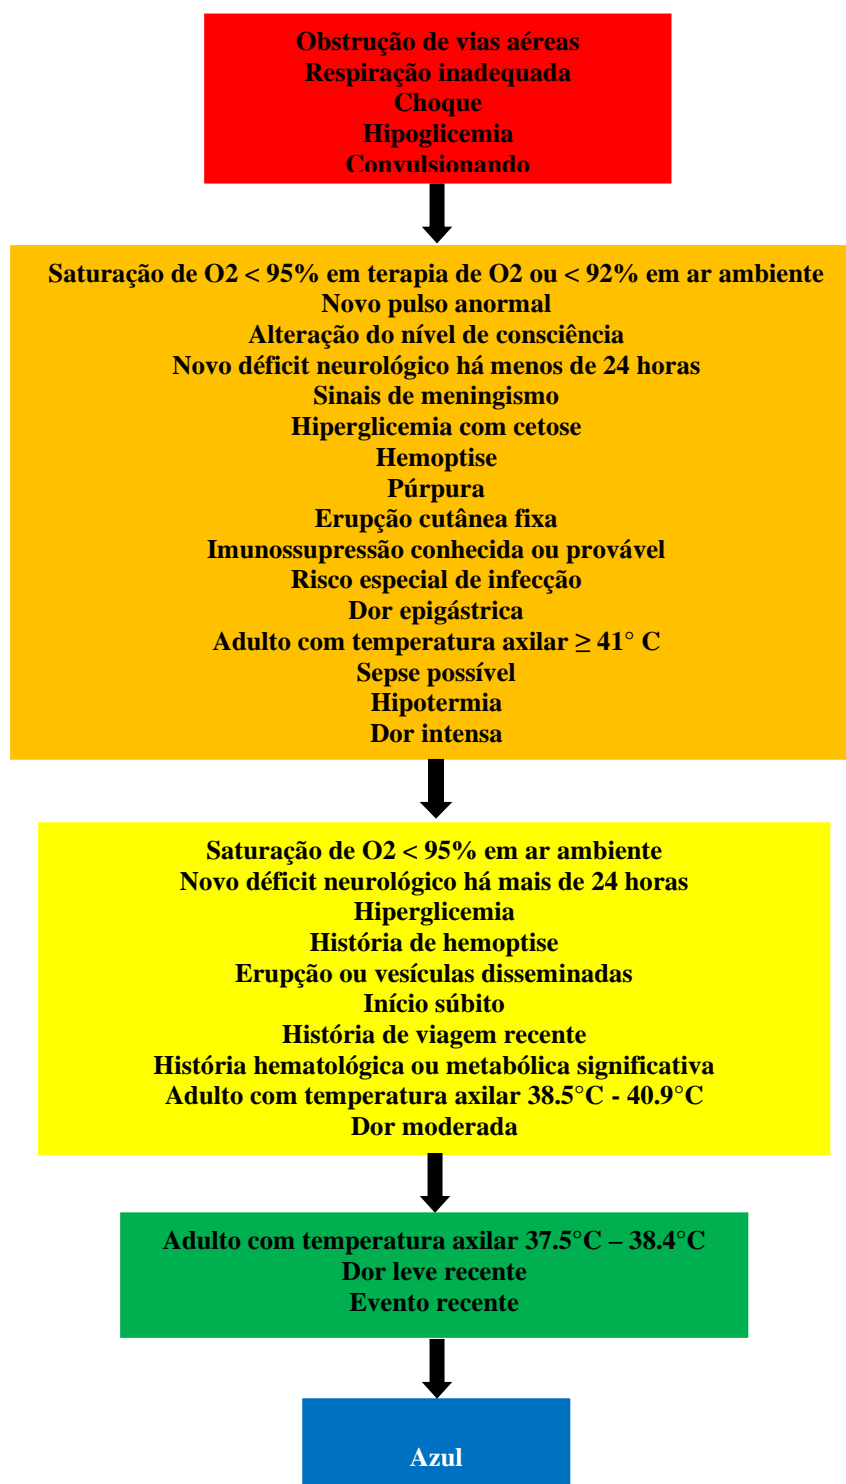 Obstrução de vias aéreas
Respiração inadequada
Choque
Hipoglicemia
Convulsionando
Saturação de O2 < 95% em terapia de O2 ou < 92% em ar ambiente
Novo pulso anormal
Alteração do nível de consciência
Novo déficit neurológico há menos de 24 horas
Sinais de meningismo
Hiperglicemia com cetose
Hemoptise
Púrpura
Erupção cutânea fixa
Imunossupressão conhecida ou provável
Risco especial de infecção
Dor epigástrica
Adulto com temperatura axilar ≥ 41° C
Sepse possível
Hipotermia
Dor intensa
Saturação de O2 < 95% em ar ambiente
Novo déficit neurológico há mais de 24 horas
Hiperglicemia
História de hemoptise
Erupção ou vesículas disseminadas
Início súbito
História de viagem recente
História hematológica ou metabólica significativa
Adulto com temperatura axilar 38.5°C - 40.9°C
Dor moderada
Adulto com temperatura axilar 37.5°C – 38.4°C
Dor leve recente
Evento recente
Azul